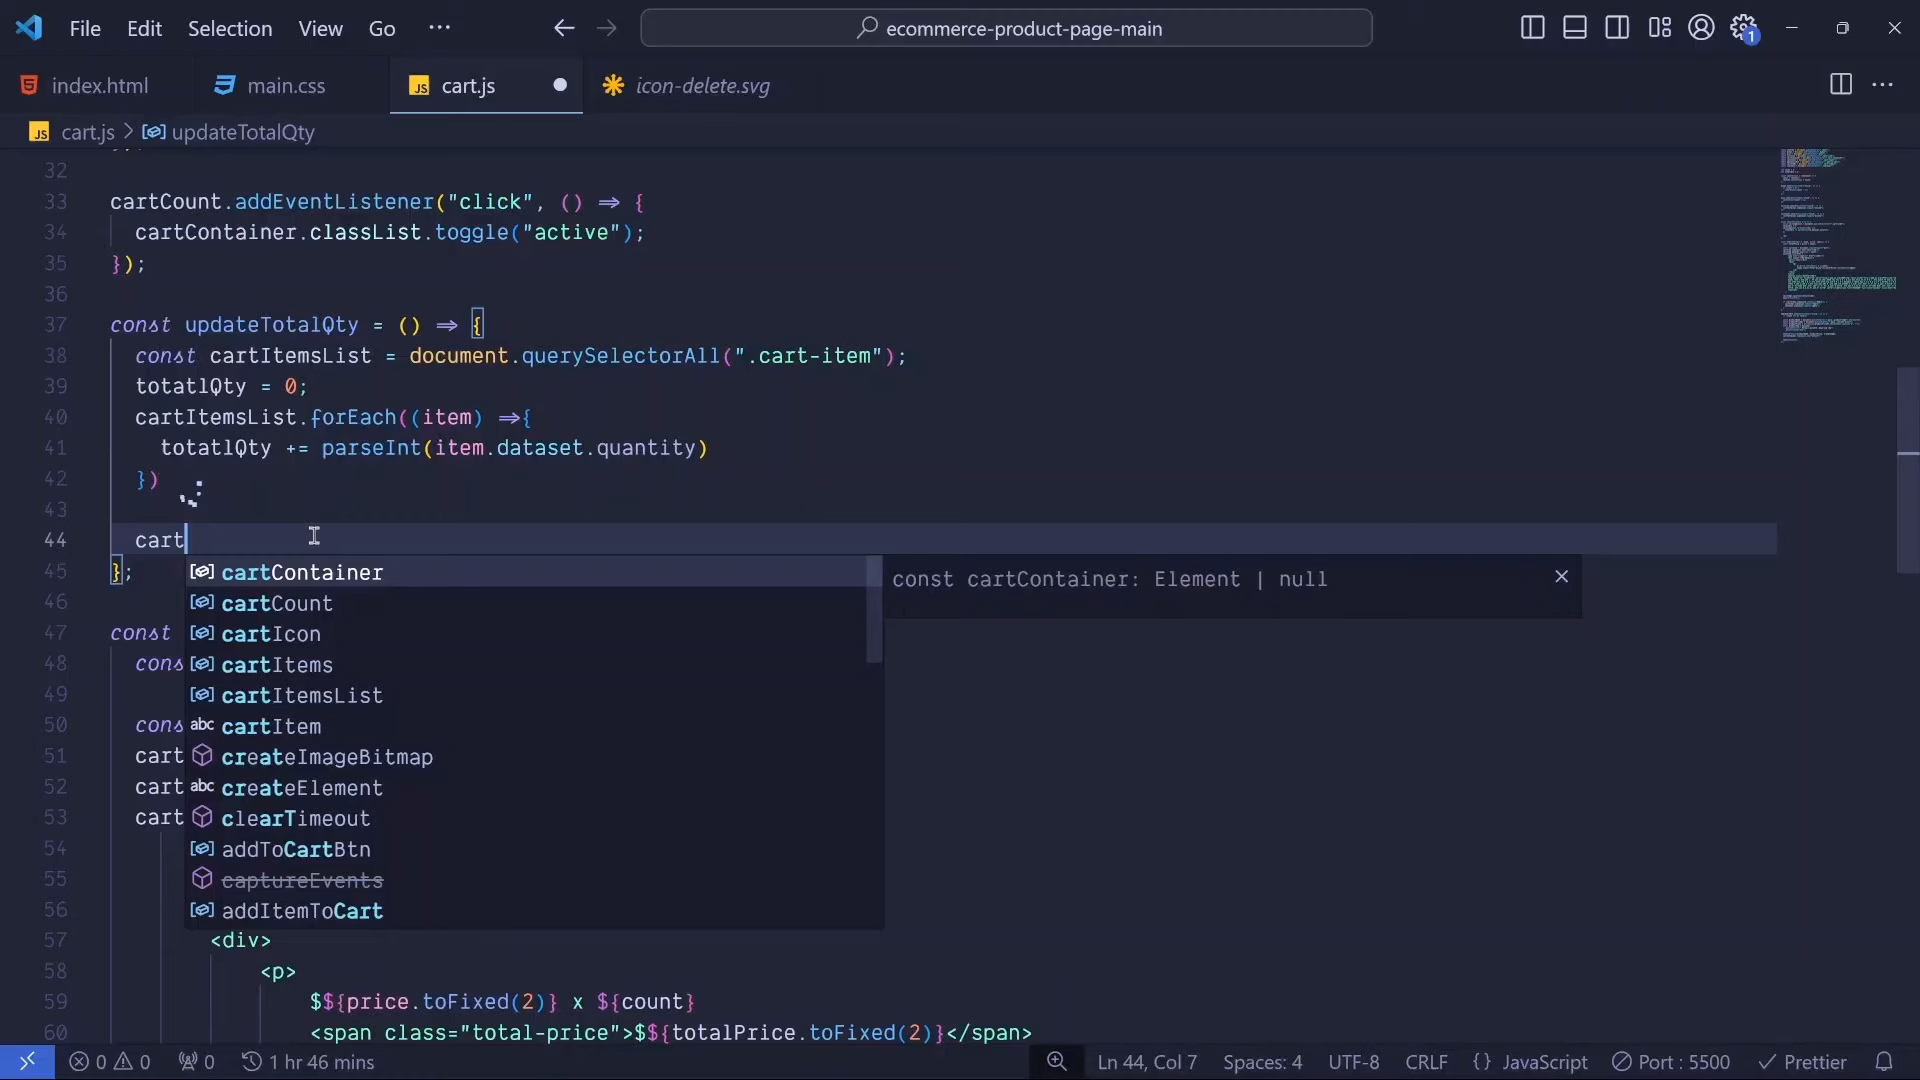 File Edit Selection View Go ··· ecommerce-product-page-main 1
index.html main.css JS cart.js icon-delete.svg
JS cart.js > updateTotalQty
32
33 cartCount.addEventListener("click", () => {
34 cartContainer.classList.toggle("active");
35 });
36
37 const updateTotalQty = () => {
38 const cartItemsList = document.querySelectorAll(".cart-item");
39 totatlQty = 0;
40 cartItemsList.forEach((item) =>{
41 totatlQty += parseInt(item.dataset.quantity)
42 })
43
44 cart
45 };
cartContainer
const cartContainer: Element | null
46 cartCount
47 const cartIcon
48 cons cartItems
49 cartItemsList
50 cons abc cartItem
51 cart createImageBitmap
52 cart abc createElement
53 cart clearTimeout
54 addToCartBtn
55 captureEvents
56 addItemToCart
57 <div>
58 <p>
59 $${price.toFixed(2)} x ${count}
60 <span class="total-price">$${totalPrice.toFixed(2)}</span>
0 0 0 1 hr 46 mins Ln 44, Col 7 Spaces: 4 UTF-8 CRLF {} JavaScript Port : 5500 Prettier